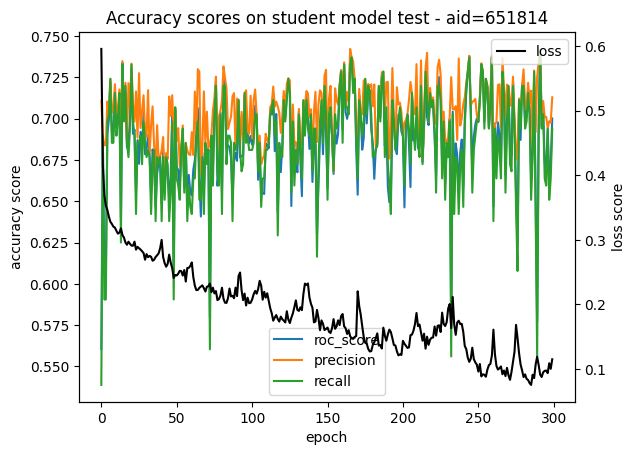 Accuracy scores on student model test - aid=651814
accuracy score
0.750
0.725
0.700
0.675
0.650
0.625
0.600
0.575
0.550
loss
0.6
0.5
0.4
0.3
0.2
0.1
loss score
roc_score
precision
recall
0 50 100 150 200 250 300
epoch